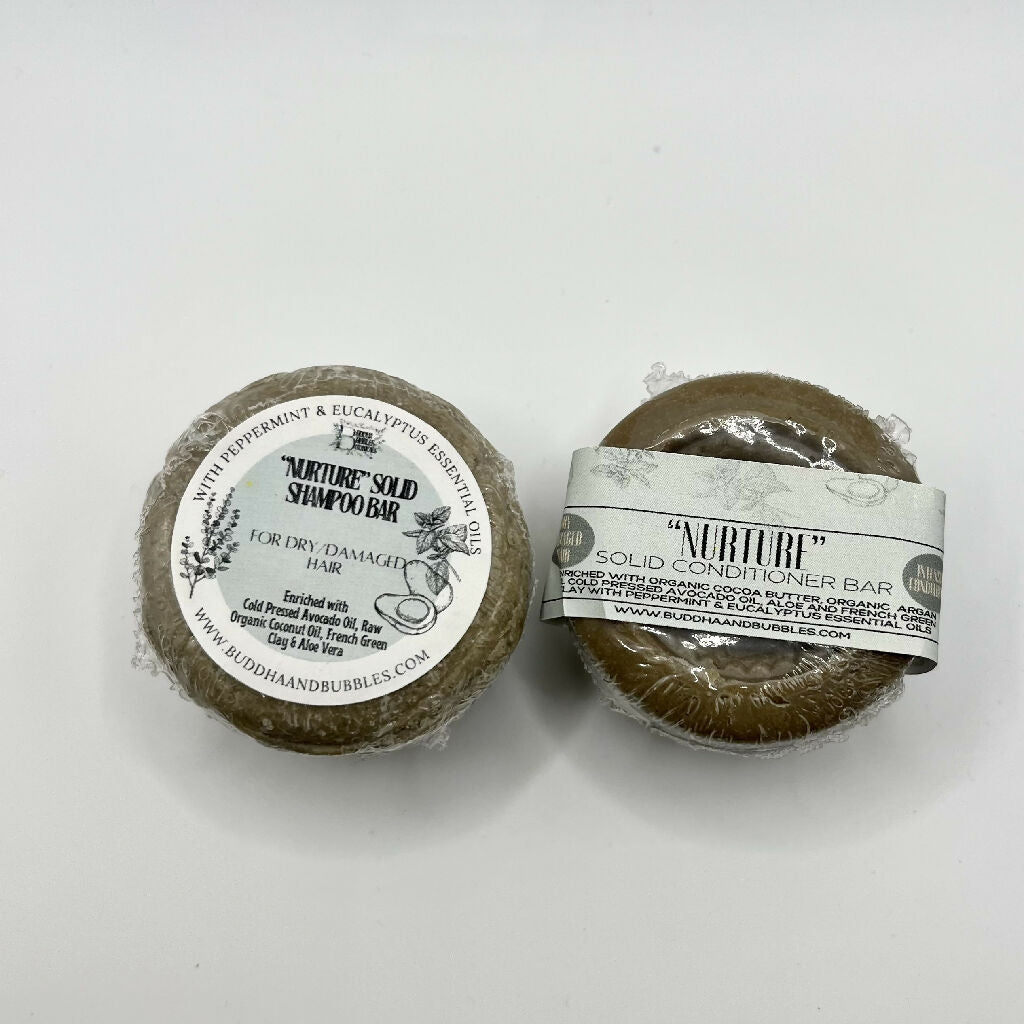 WITH PEPPERMINT & EUCALYPTUS ESSENTIAL OILS
"NURTURE" SOLID
SHAMPOO BAR
FOR DRY/DAMAGED
HAIR
Enriched with
Cold Pressed Avocado Oil, Raw
Organic Coconut Oil, French Green
Clay & Aloe Vera
WWW.BUDDHAANDBUBBLES.COM
"NURTURE"
SOLID CONDITIONER BAR
ENRICHED WITH ORGANIC COCOA BUTTER, ORGANIC ARGAN
& COLD PRESSED AVOCADO OIL, ALOE AND FRENCH GREEN
CLAY WITH PEPPERMINT & EUCALYPTUS ESSENTIAL OILS
WWW.BUDDHAANDBUBBLES.COM